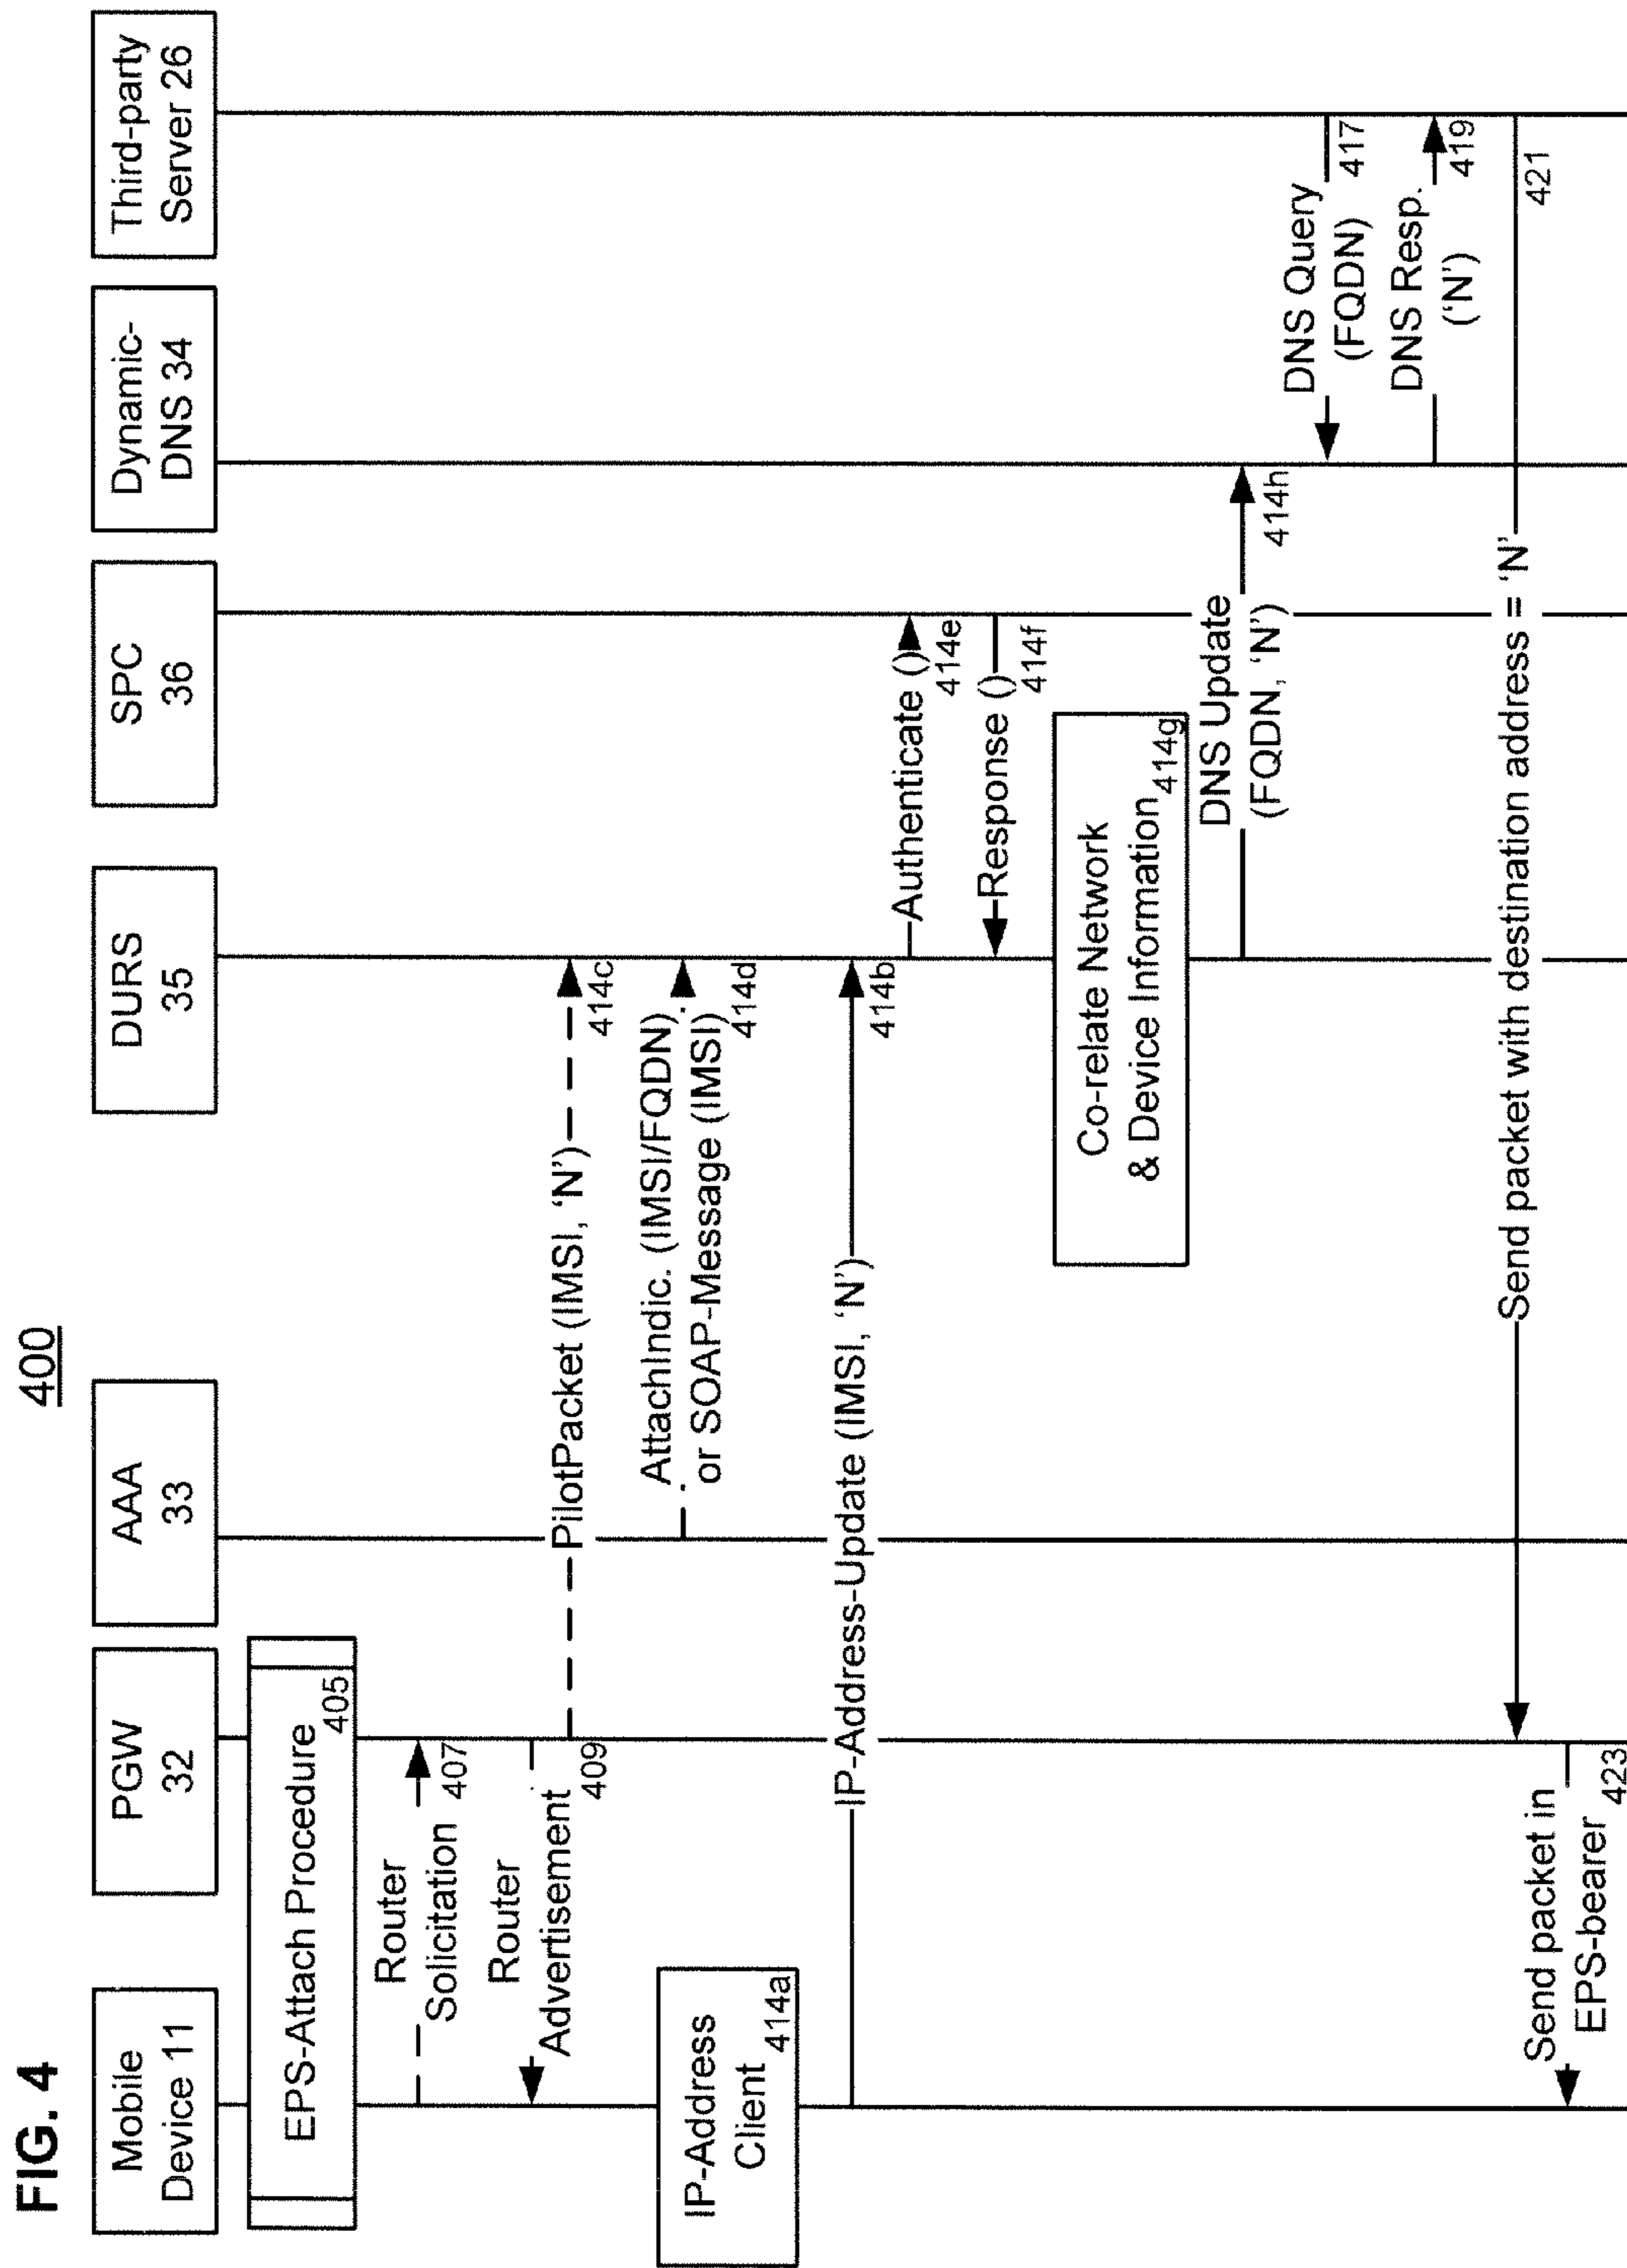 FIG. 4
400
Mobile
Device 11
PGW
32
AAA
33
DURS
35
SPC
36
Dynamic-
DNS 34
Third-party
Server 26
EPS-Attach Procedure
405
Router
Solicitation
407
Router
Advertisement
409
PilotPacket (IMSI, ‘N’)
414c
AttachIndic. (IMSI/FQDN)
or SOAP-Message (IMSI)
414d
IP-Address
Client
414a
IP-Address-Update (IMSI, ‘N’)
414b
Authenticate ()
414e
Response ()
414f
Co-relate Network
& Device Information
414g
DNS Update
(FQDN, ‘N’)
414h
DNS Query
(FQDN)
417
DNS Resp.
(‘N’)
419
Send packet with destination address = ‘N’
421
Send packet in
EPS-bearer
423